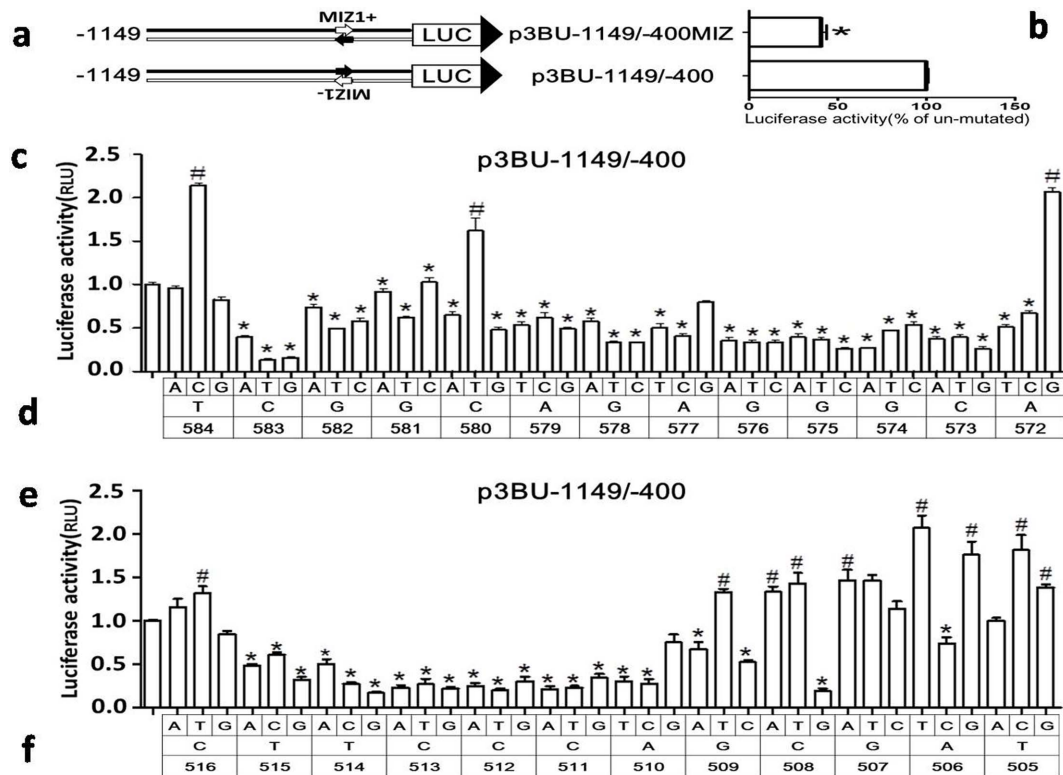 a
-1149
MIZ1+
LUC
p3BU-1149/-400MIZ
*
b
-1149
MIZ1-
LUC
p3BU-1149/-400
0 50 100 150
Luciferase activity(% of un-mutated)
c
p3BU-1149/-400
Luciferase activity(RLU)
2.5
2.0
1.5
1.0
0.5
0.0
# # #
* * * * * * * * * * * * * * * * * * * * * * * * * * * * * * * *
d
A C G A T G A T C A T C A T G T C G A T C T C G A T C A T C A T C A T G T C G
T C G G C A G A G G G C A
584 583 582 581 580 579 578 577 576 575 574 573 572
e
p3BU-1149/-400
Luciferase activity(RLU)
2.5
2.0
1.5
1.0
0.5
0.0
# # # # # # # # #
* * * * * * * * * * * * * * * * * * * * * *
f
A T G A C G A C G A T G A T G A T G T C G A T C A T G A T C T C G A C G
C T T C C C A G C G A T
516 515 514 513 512 511 510 509 508 507 506 505